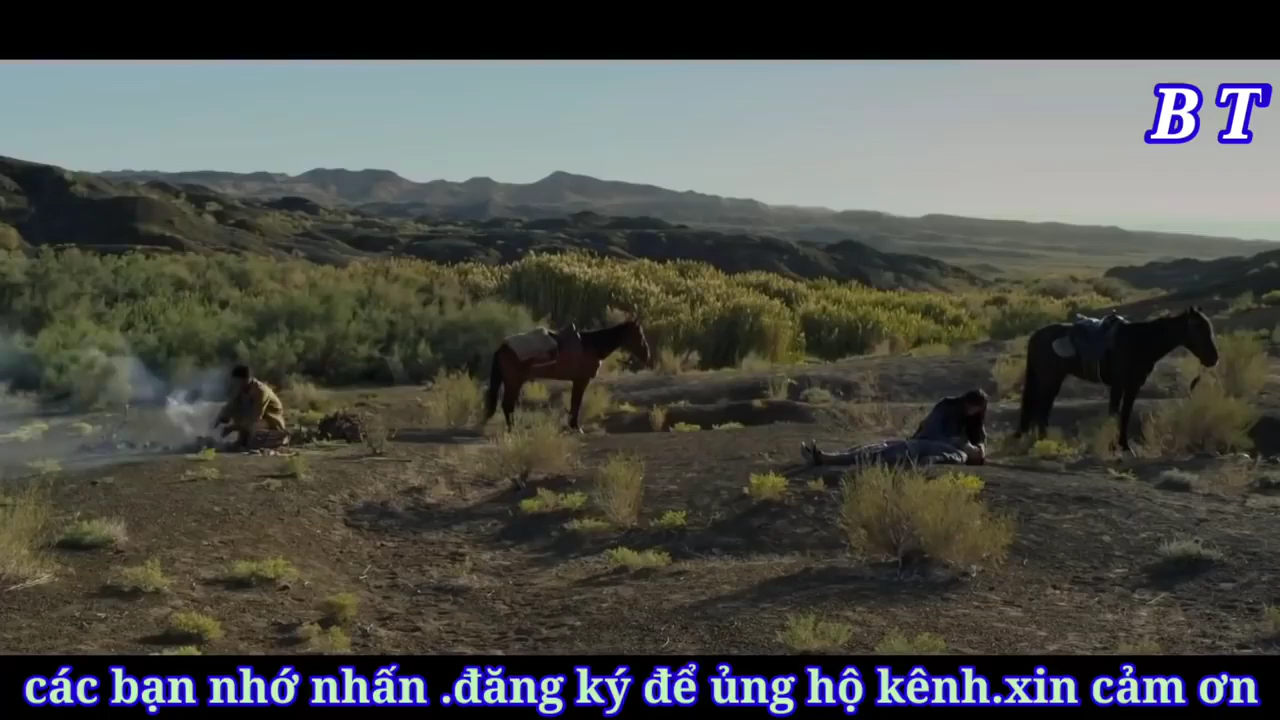 B T
các bạn nhớ nhấn .đăng ký để ủng hộ kênh.xin cảm ơn